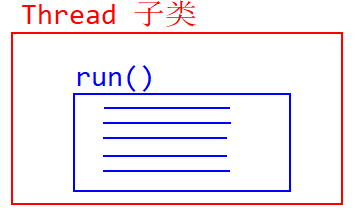 Thread 子类
run()